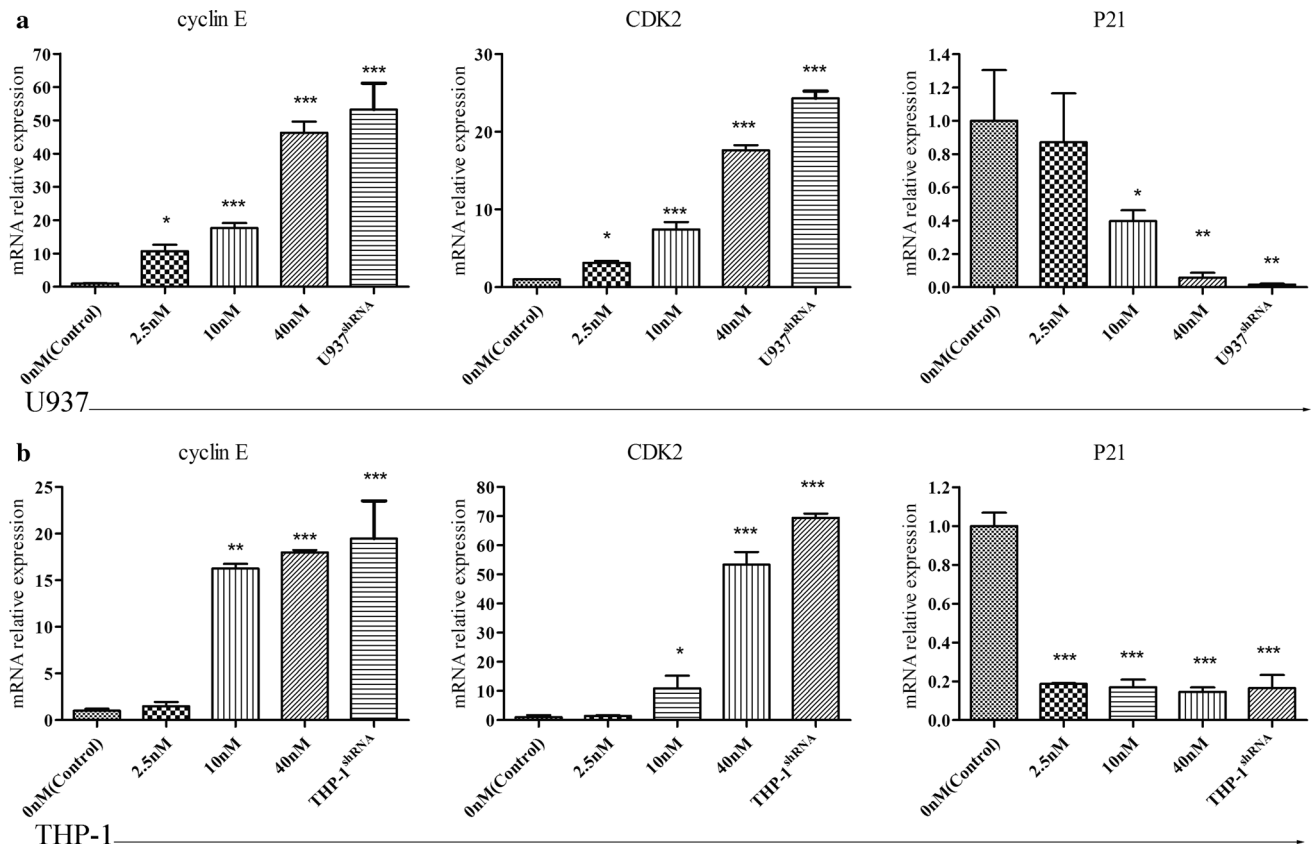 a
cyclin E
mRNA relative expression
70
60
50
40
30
20
10
0
*
***
***
***
0nM(Control)
2.5nM
10nM
40nM
U937shRNA
CDK2
mRNA relative expression
30
20
10
0
*
***
***
***
0nM(Control)
2.5nM
10nM
40nM
U937shRNA
P21
mRNA relative expression
1.4
1.2
1.0
0.8
0.6
0.4
0.2
0.0
*
**
**
0nM(Control)
2.5nM
10nM
40nM
U937shRNA
U937
b
cyclin E
mRNA relative expression
25
20
15
10
5
0
**
***
***
0nM(Control)
2.5nM
10nM
40nM
THP-1shRNA
CDK2
mRNA relative expression
80
70
60
50
40
30
20
10
0
*
***
***
0nM(Control)
2.5nM
10nM
40nM
THP-1shRNA
P21
mRNA relative expression
1.2
1.0
0.8
0.6
0.4
0.2
0.0
***
***
***
***
0nM(Control)
2.5nM
10nM
40nM
THP-1shRNA
THP-1